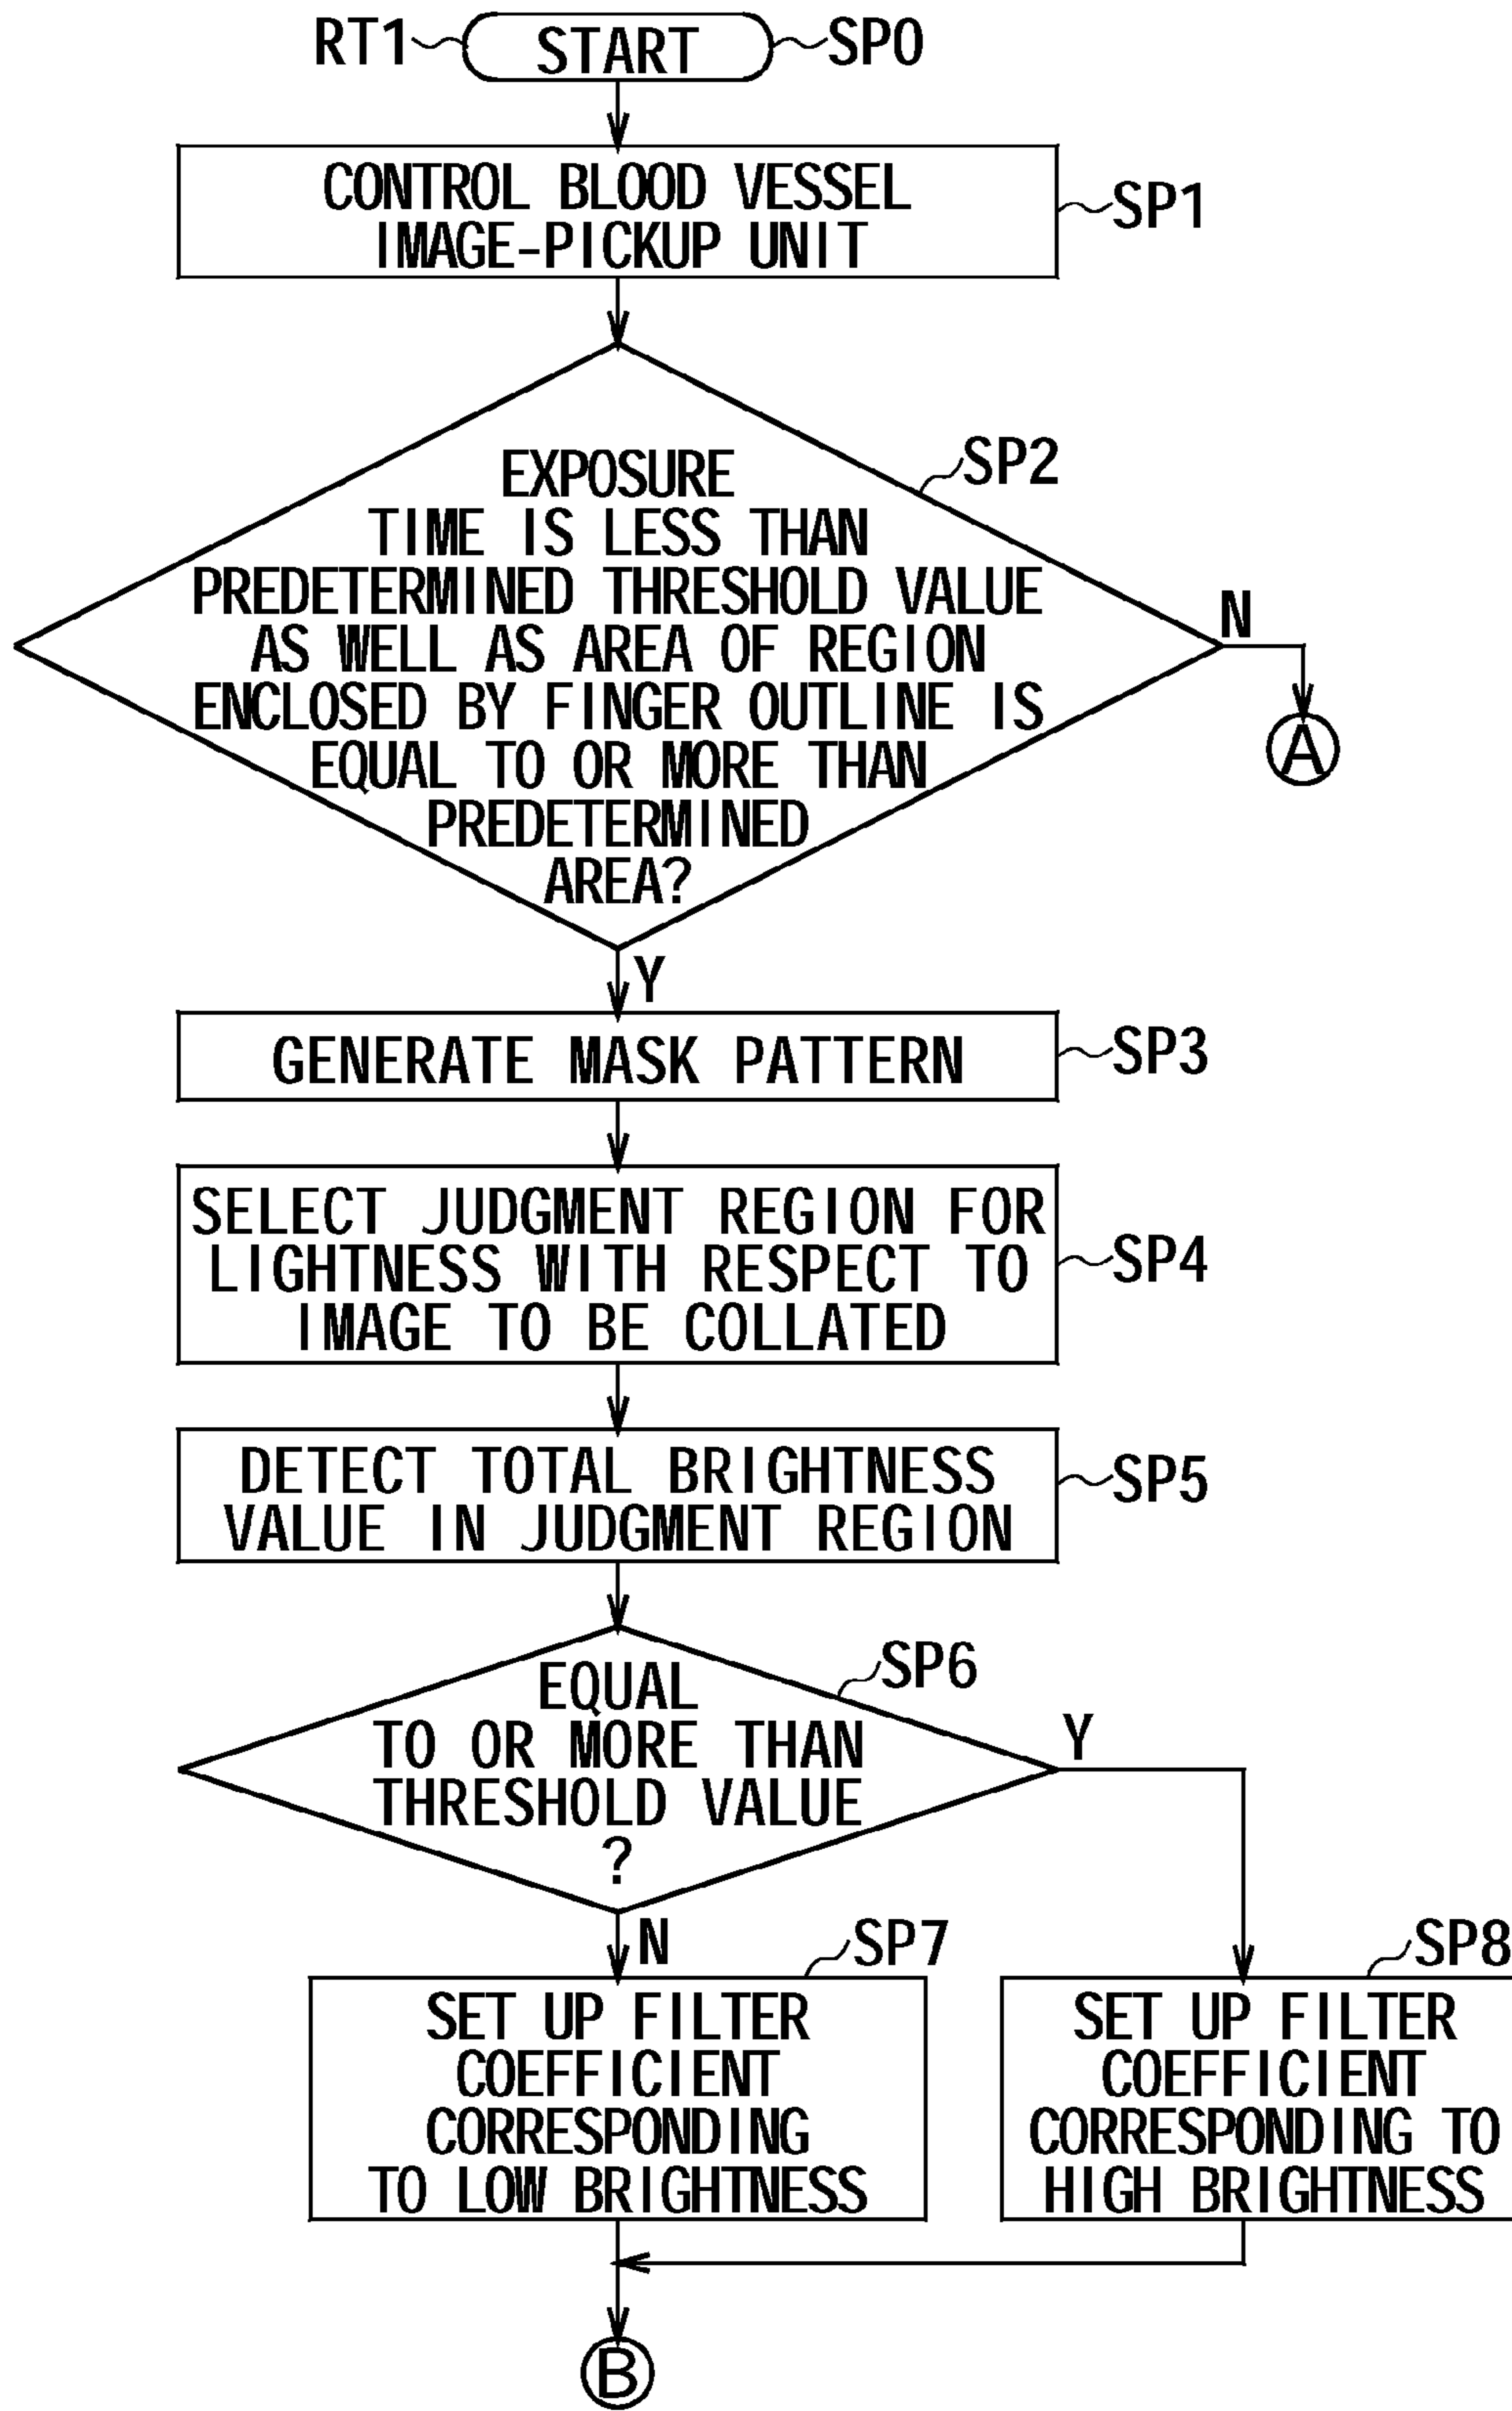 RT1 START SP0
CONTROL BLOOD VESSEL
IMAGE-PICKUP UNIT
SP1
SP2
EXPOSURE
TIME IS LESS THAN
PREDETERMINED THRESHOLD VALUE
AS WELL AS AREA OF REGION
ENCLOSED BY FINGER OUTLINE IS
EQUAL TO OR MORE THAN
PREDETERMINED
AREA?
N
A
Y
GENERATE MASK PATTERN
SP3
SELECT JUDGMENT REGION FOR
LIGHTNESS WITH RESPECT TO
IMAGE TO BE COLLATED
SP4
DETECT TOTAL BRIGHTNESS
VALUE IN JUDGMENT REGION
SP5
SP6
EQUAL
TO OR MORE THAN
THRESHOLD VALUE
?
Y
N
SP7
SET UP FILTER
COEFFICIENT
CORRESPONDING
TO LOW BRIGHTNESS
SP8
SET UP FILTER
COEFFICIENT
CORRESPONDING TO
HIGH BRIGHTNESS
B